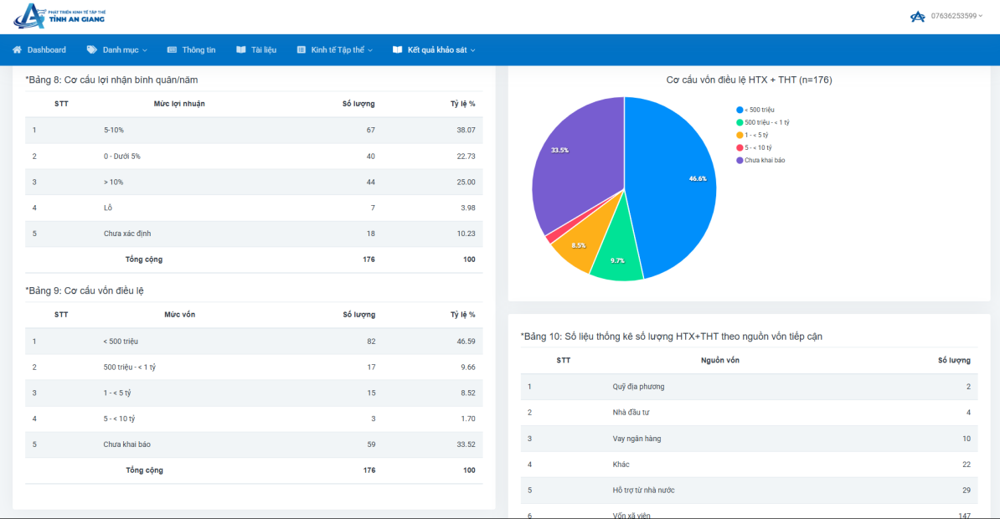 PHÁT TRIỂN KINH TẾ TẬP THỂ
TỈNH AN GIANG
07636253599
Dashboard
Danh mục
Thông tin
Tài liệu
Kinh tế Tập thể
Kết quả khảo sát
*Bảng 8: Cơ cấu lợi nhận bình quân/năm
STT Mức lợi nhuận Số lượng Tỷ lệ %
1 5-10% 67 38.07
2 0 - Dưới 5% 40 22.73
3 > 10% 44 25.00
4 Lỗ 7 3.98
5 Chưa xác định 18 10.23
Tổng cộng 176 100
*Bảng 9: Cơ cấu vốn điều lệ
STT Mức vốn Số lượng Tỷ lệ %
1 < 500 triệu 82 46.59
2 500 triệu - < 1 tỷ 17 9.66
3 1 - < 5 tỷ 15 8.52
4 5 - < 10 tỷ 3 1.70
5 Chưa khai báo 59 33.52
Tổng cộng 176 100
Cơ cấu vốn điều lệ HTX + THT (n=176)
33.5%
46.6%
8.5%
9.7%
< 500 triệu
500 triệu - < 1 tỷ
1 - < 5 tỷ
5 - < 10 tỷ
Chưa khai báo
*Bảng 10: Số liệu thống kê số lượng HTX+THT theo nguồn vốn tiếp cận
STT Nguồn vốn Số lượng
1 Quỹ địa phương 2
2 Nhà đầu tư 4
3 Vay ngân hàng 10
4 Khác 22
5 Hỗ trợ từ nhà nước 29
6 Vốn xã viên 147